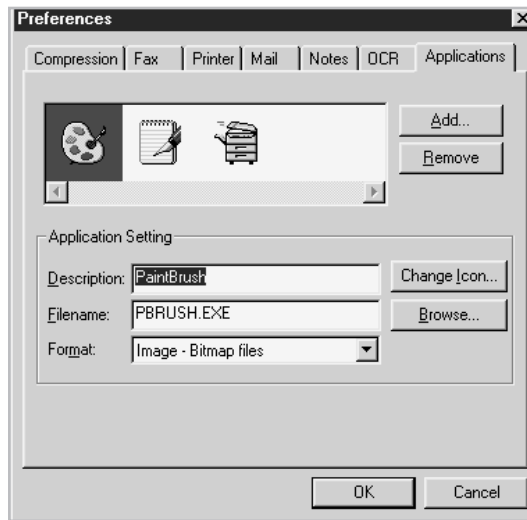 Preferences
Compression Fax Printer Mail Notes OCR Applications
Add...
Remove
Application Setting
Description: PaintBrush Change Icon...
Filename: PBRUSH.EXE Browse...
Format: Image - Bitmap files
OK Cancel